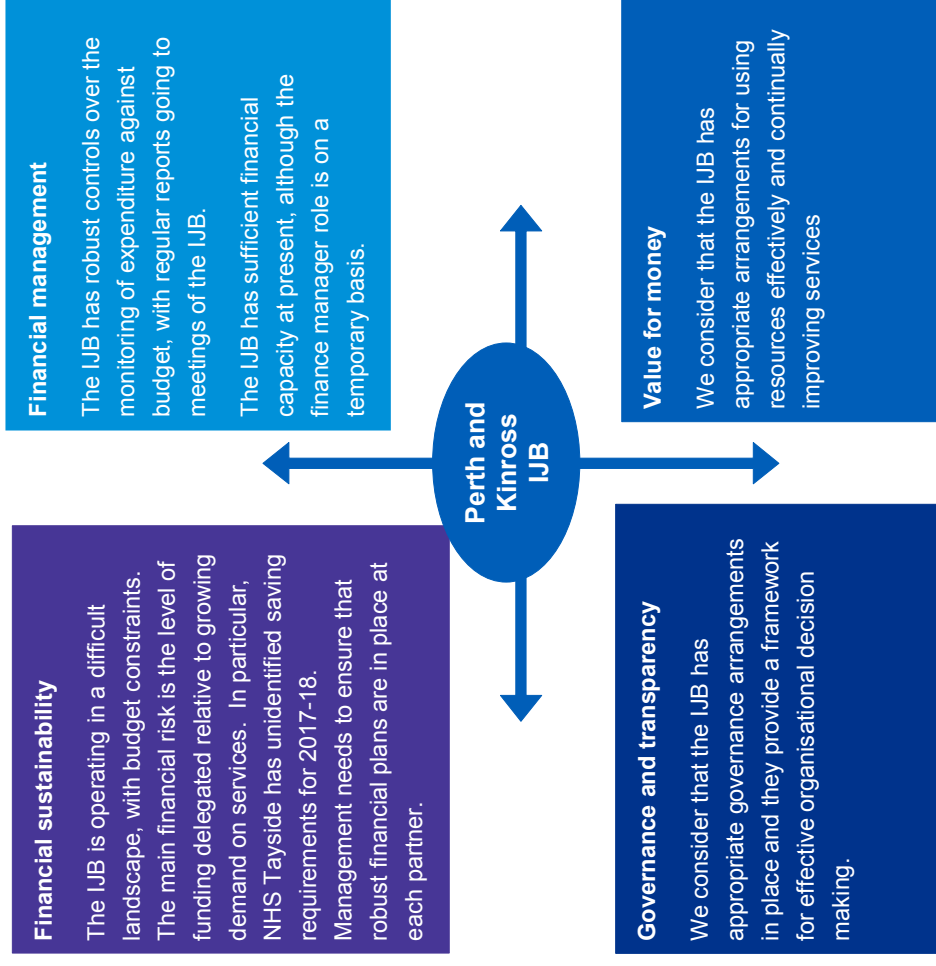 Financial sustainability
The IJB is operating in a difficult
landscape, with budget constraints.
The main financial risk is the level of
funding delegated relative to growing
demand on services.  In particular,
NHS Tayside has unidentified saving
requirements for 2017-18.
Management needs to ensure that
robust financial plans are in place at
each partner.
Financial management
The IJB has robust controls over the
monitoring of expenditure against
budget, with regular reports going to
meetings of the IJB.
The IJB has sufficient financial
capacity at present, although the
finance manager role is on a
temporary basis.
Perth and
Kinross
IJB
Governance and transparency
We consider that the IJB has
appropriate governance arrangements
in place and they provide a framework
for effective organisational decision
making.
Value for money
We consider that the IJB has
appropriate arrangements for using
resources effectively and continually
improving services